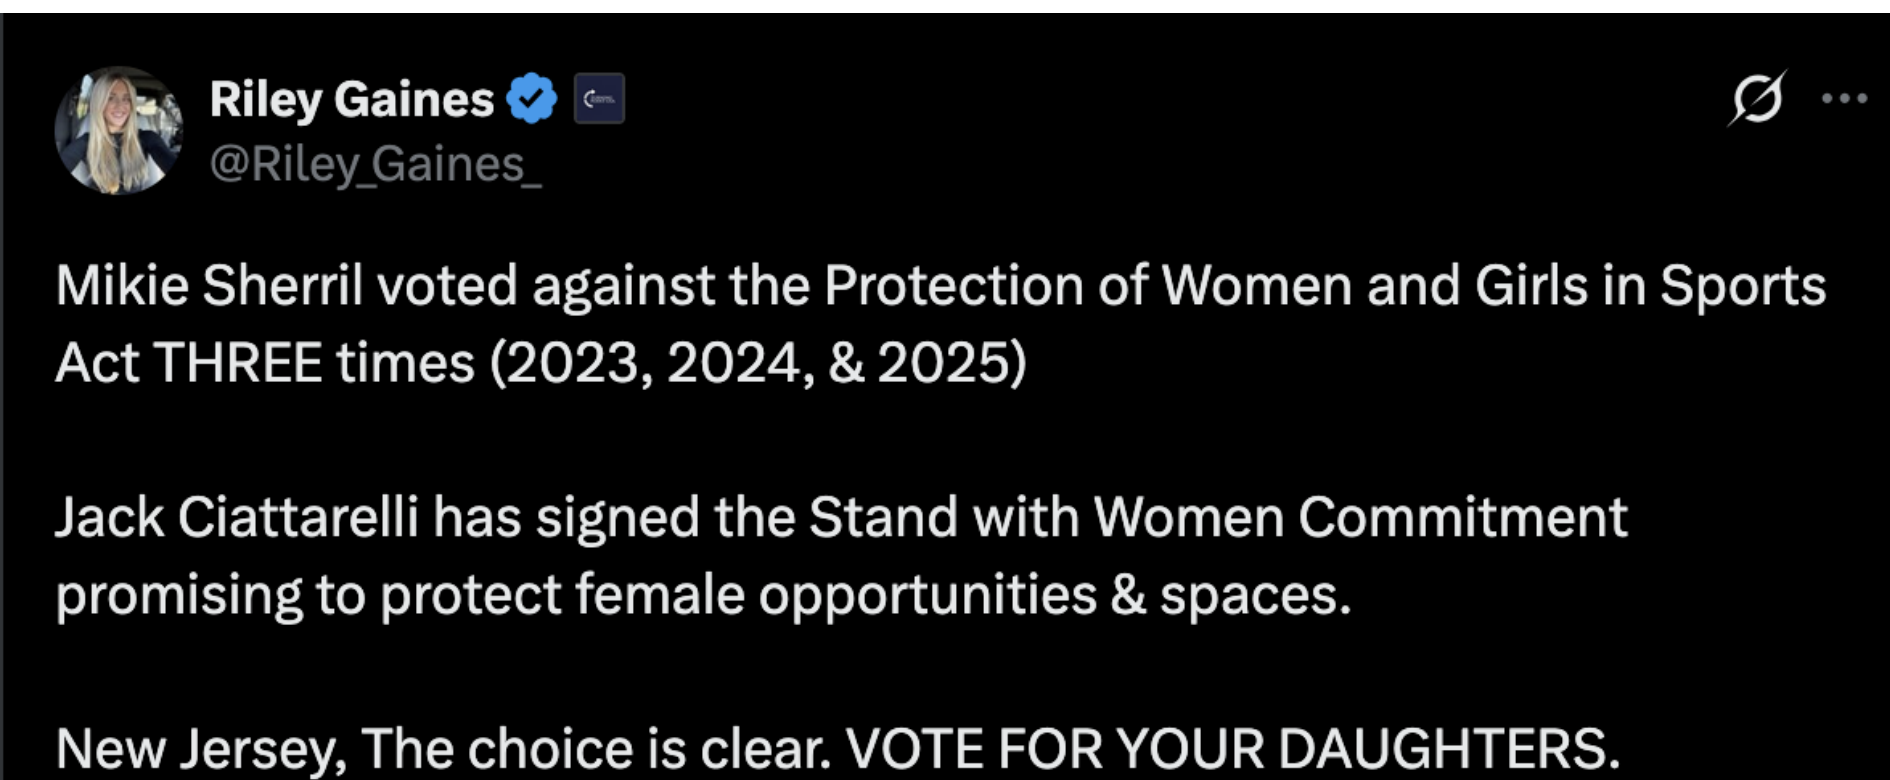 Riley Gaines
@Riley_Gaines_
Mikie Sherril voted against the Protection of Women and Girls in Sports
Act THREE times (2023, 2024, & 2025)
Jack Ciattarelli has signed the Stand with Women Commitment
promising to protect female opportunities & spaces.
New Jersey, The choice is clear. VOTE FOR YOUR DAUGHTERS.